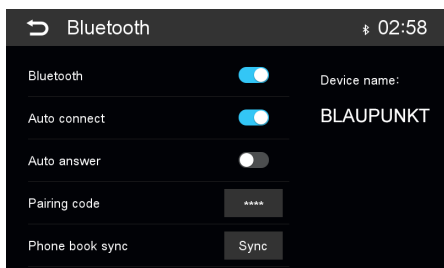 Bluetooth
02:58
Bluetooth
Device name:
Auto connect
BLAUPUNKT
Auto answer
Pairing code
****
Phone book sync
Sync